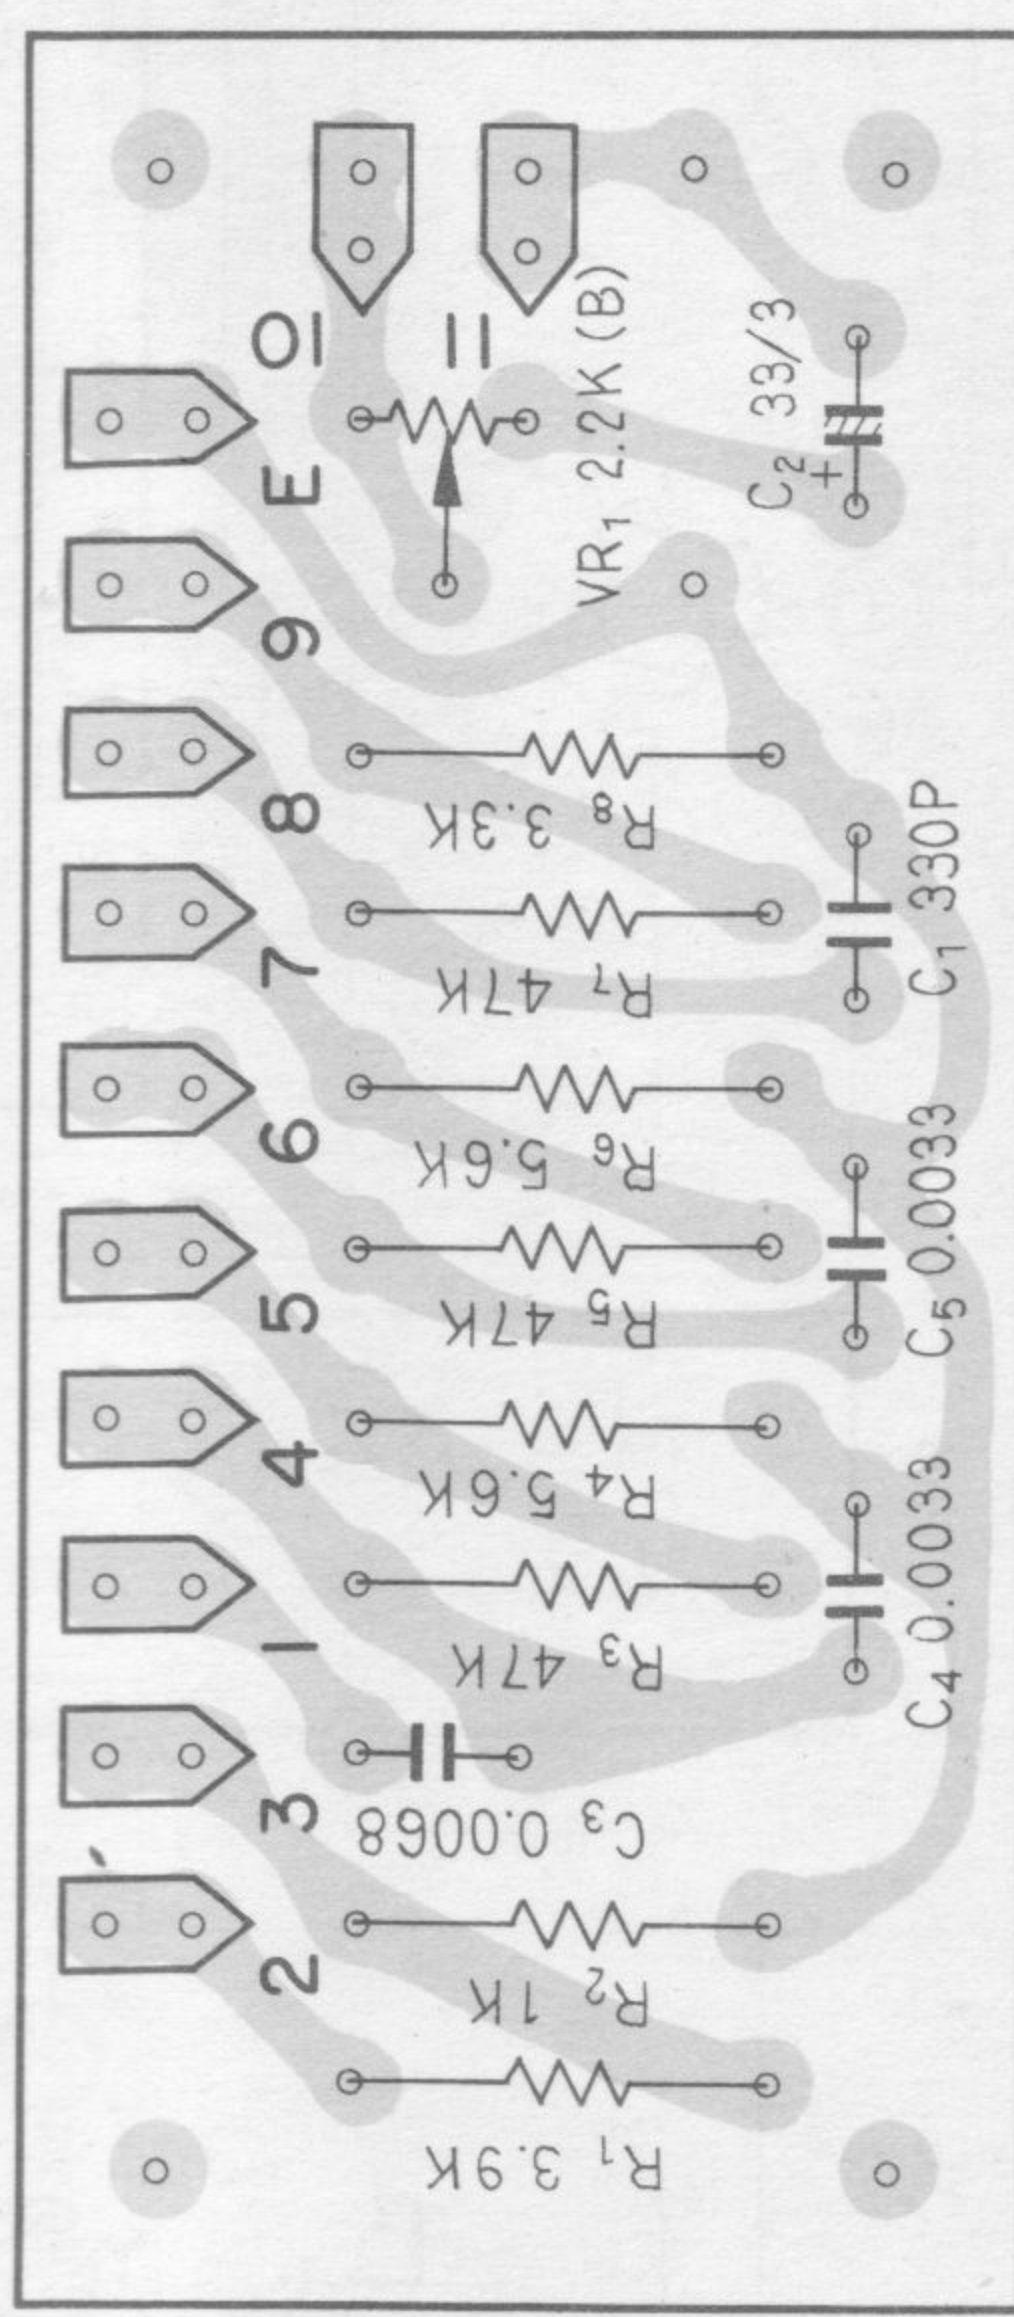 10
11
E
9
8
7
6
5
4
1
3
2
VR₁ 2.2K (B)
C₂ 33/3
+
R₈ 3.3K
R₇ 47K
C₁ 330P
R₆ 5.6K
R₅ 47K
C₅ 0.0033
R₄ 5.6K
R₃ 47K
C₄ 0.0033
C₃ 0.0068
R₂ 1K
R₁ 3.9K